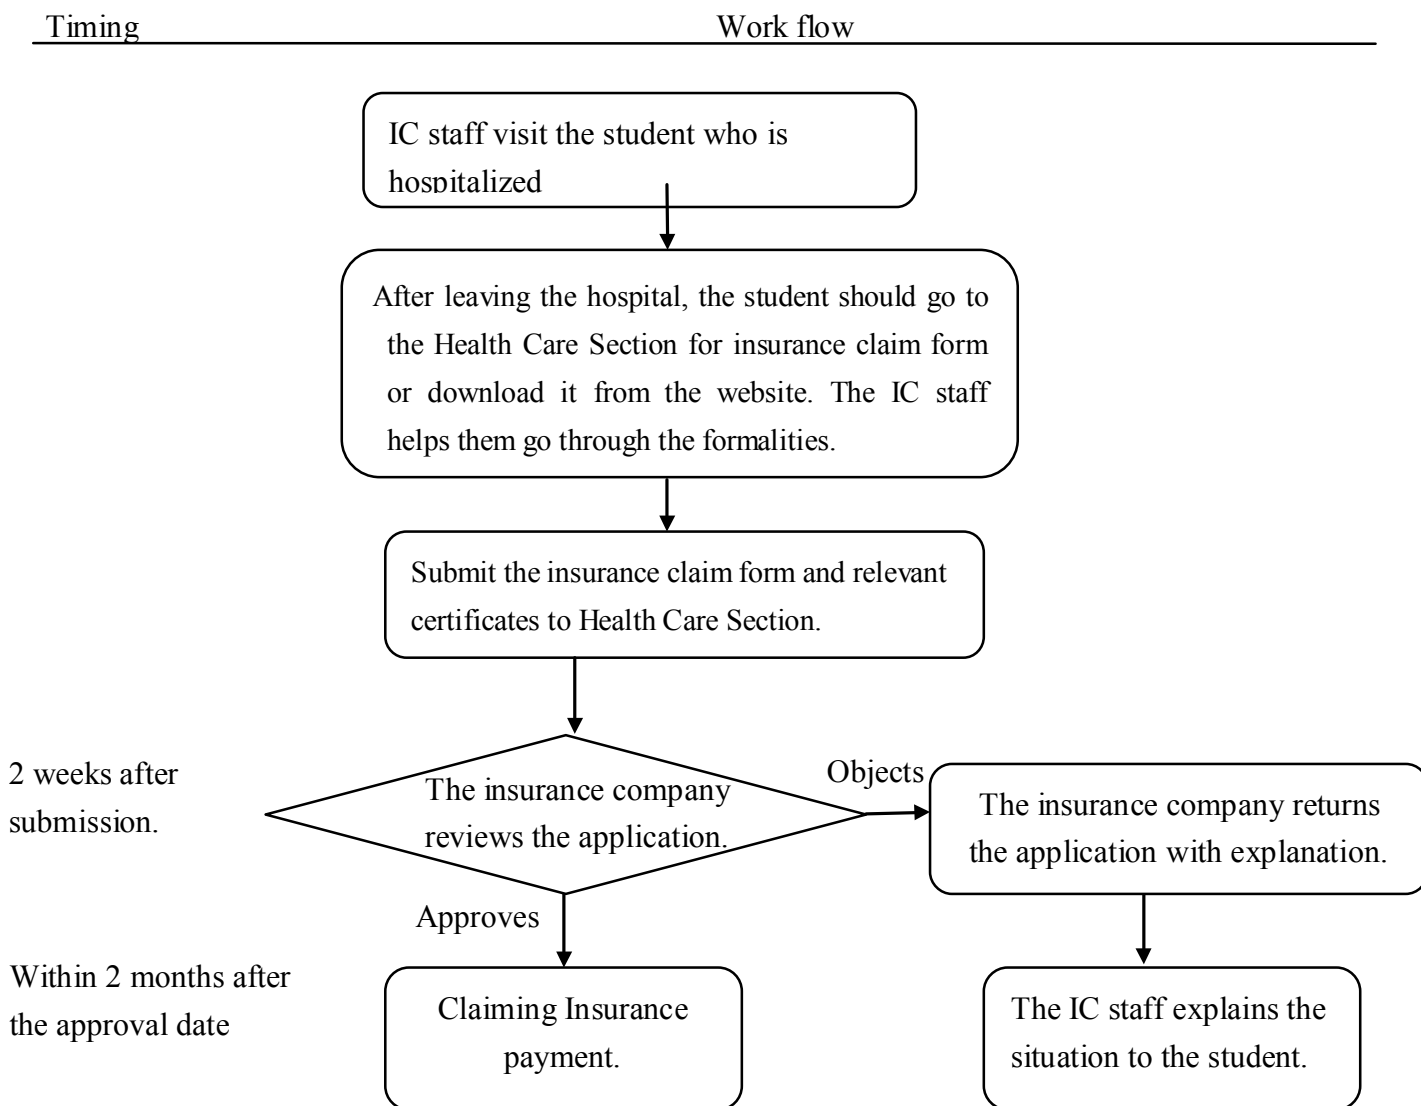 Timing
Work flow
IC staff visit the student who is
hospitalized
After leaving the hospital, the student should go to
the Health Care Section for insurance claim form
or download it from the website. The IC staff
helps them go through the formalities.
Submit the insurance claim form and relevant
certificates to Health Care Section.
2 weeks after
submission.
The insurance company
reviews the application.
Objects
The insurance company returns
the application with explanation.
Approves
Within 2 months after
the approval date
Claiming Insurance
payment.
The IC staff explains the
situation to the student.